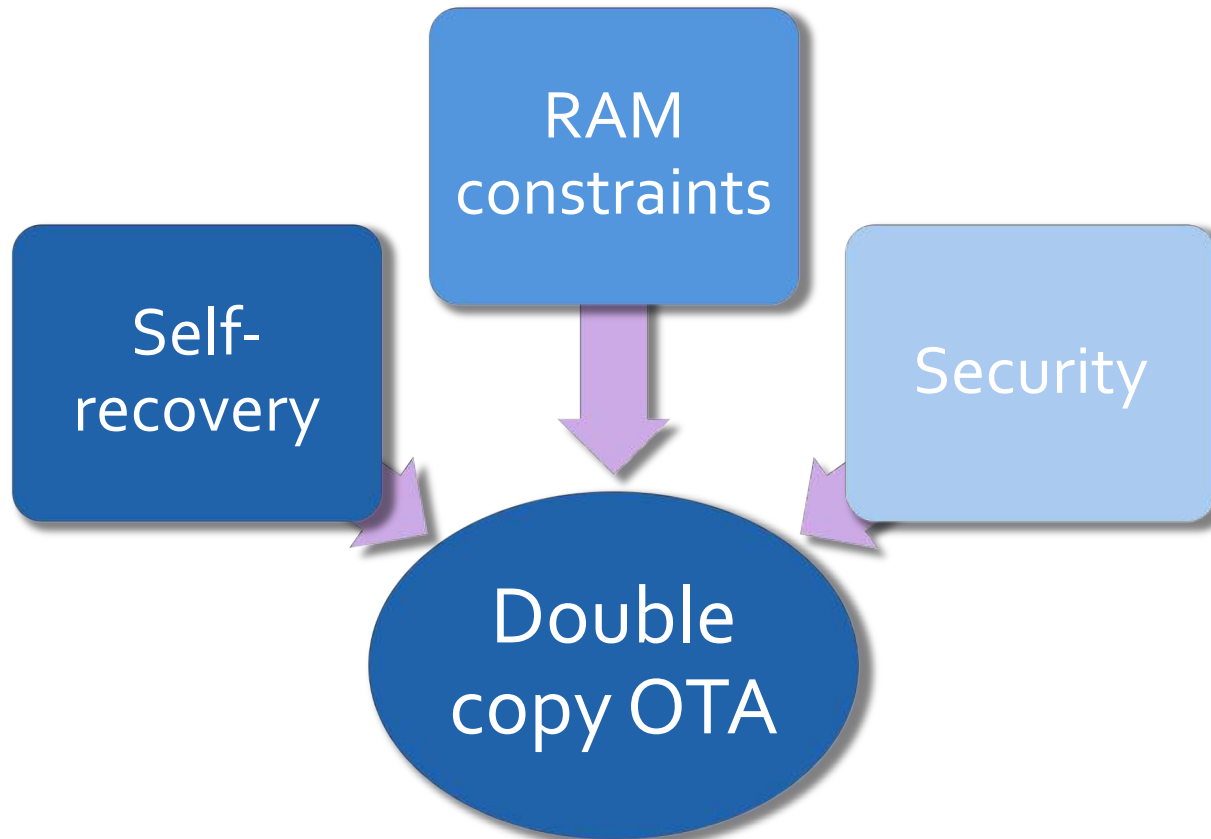 RAM
constraints
Self-
recovery
Security
Double
copy OTA